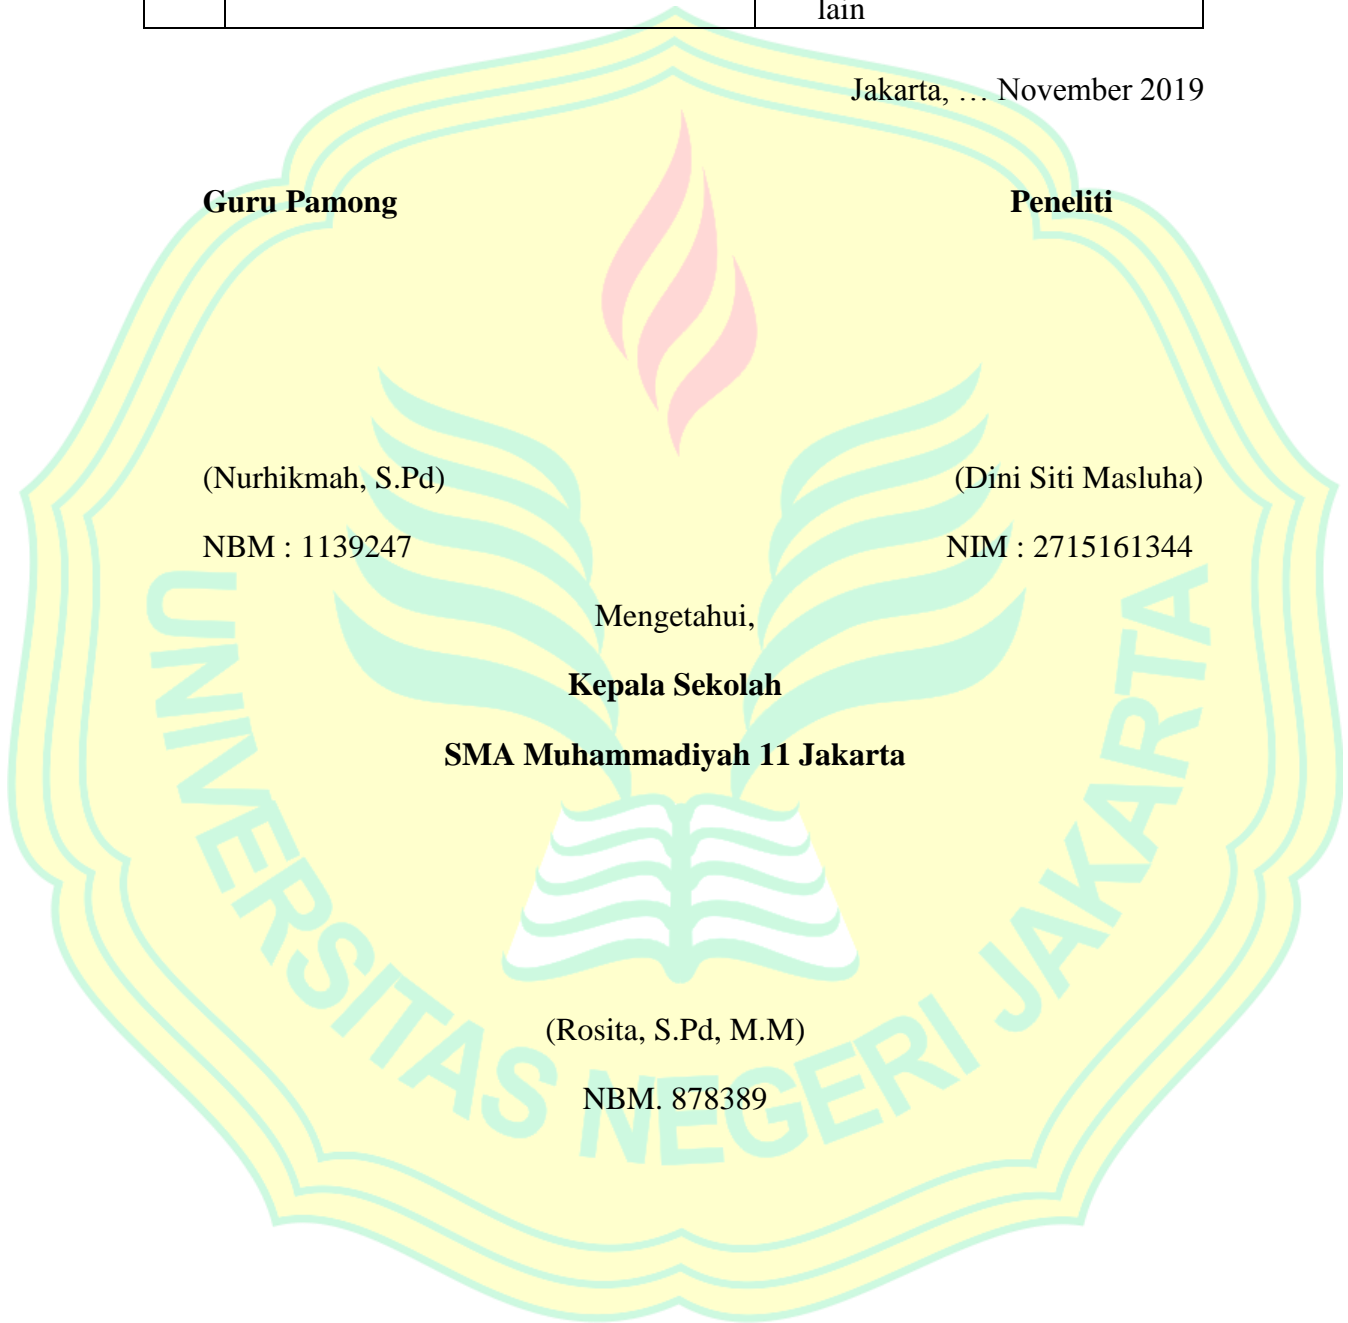 lain
Jakarta, … November 2019
Guru Pamong Peneliti
(Nurhikmah, S.Pd) (Dini Siti Masluha)
NBM : 1139247 NIM : 2715161344
Mengetahui,
Kepala Sekolah
SMA Muhammadiyah 11 Jakarta
(Rosita, S.Pd, M.M)
NBM. 878389
UNIVERSITAS NEGERI JAKARTA